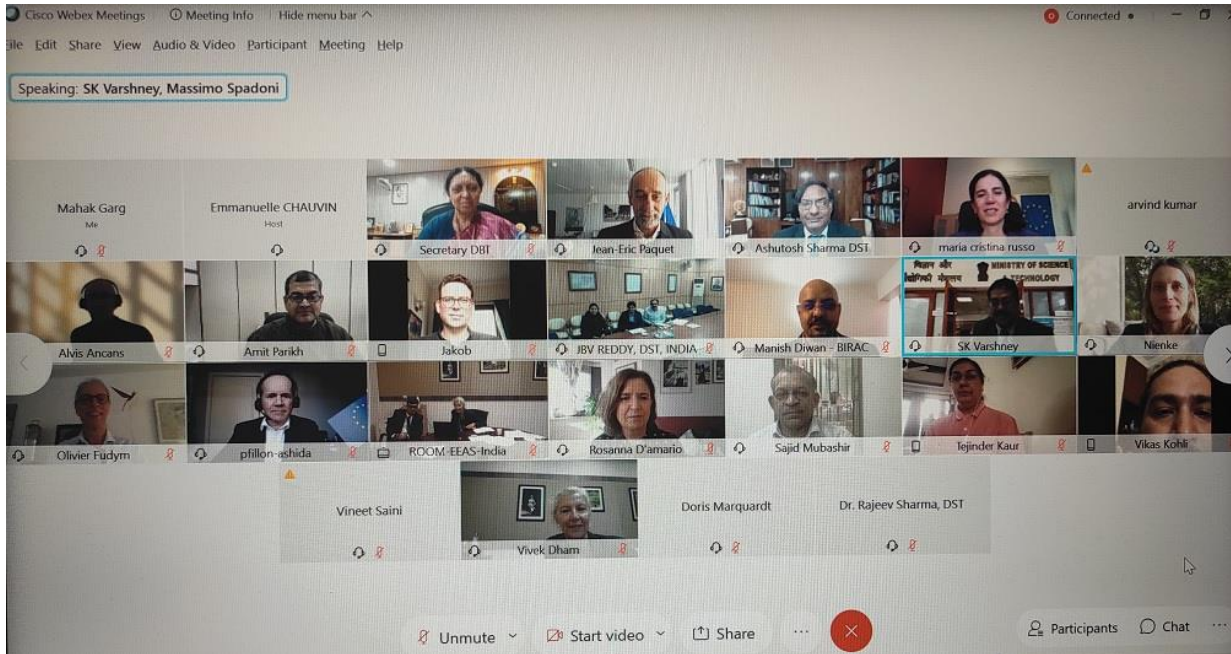 Cisco Webex Meetings Meeting Info Hide menu bar
Connected
File Edit Share View Audio & Video Participant Meeting Help
Speaking: SK Varshney, Massimo Spadoni
Mahak Garg
Me
Emmanuelle CHAUVIN
Host
Secretary DBT
Jean-Eric Paquet
Ashutosh Sharma DST
maria cristina russo
arvind kumar
विज्ञान और
MINISTRY OF SCIENCE
TECHNOLOGY
Alvis Ancans
Amit Parikh
Jakob
JBV REDDY, DST, INDIA
Manish Diwan - BIRAC
SK Varshney
Nienke
Olivier Fudym
pfillon-ashida
ROOM-EEAS-India
Rosanna D'amario
Sajid Mubashir
Tejinder Kaur
Vikas Kohli
Vineet Saini
Vivek Dham
Doris Marquardt
Dr. Rajeev Sharma, DST
Unmute
Start video
Share
Participants
Chat